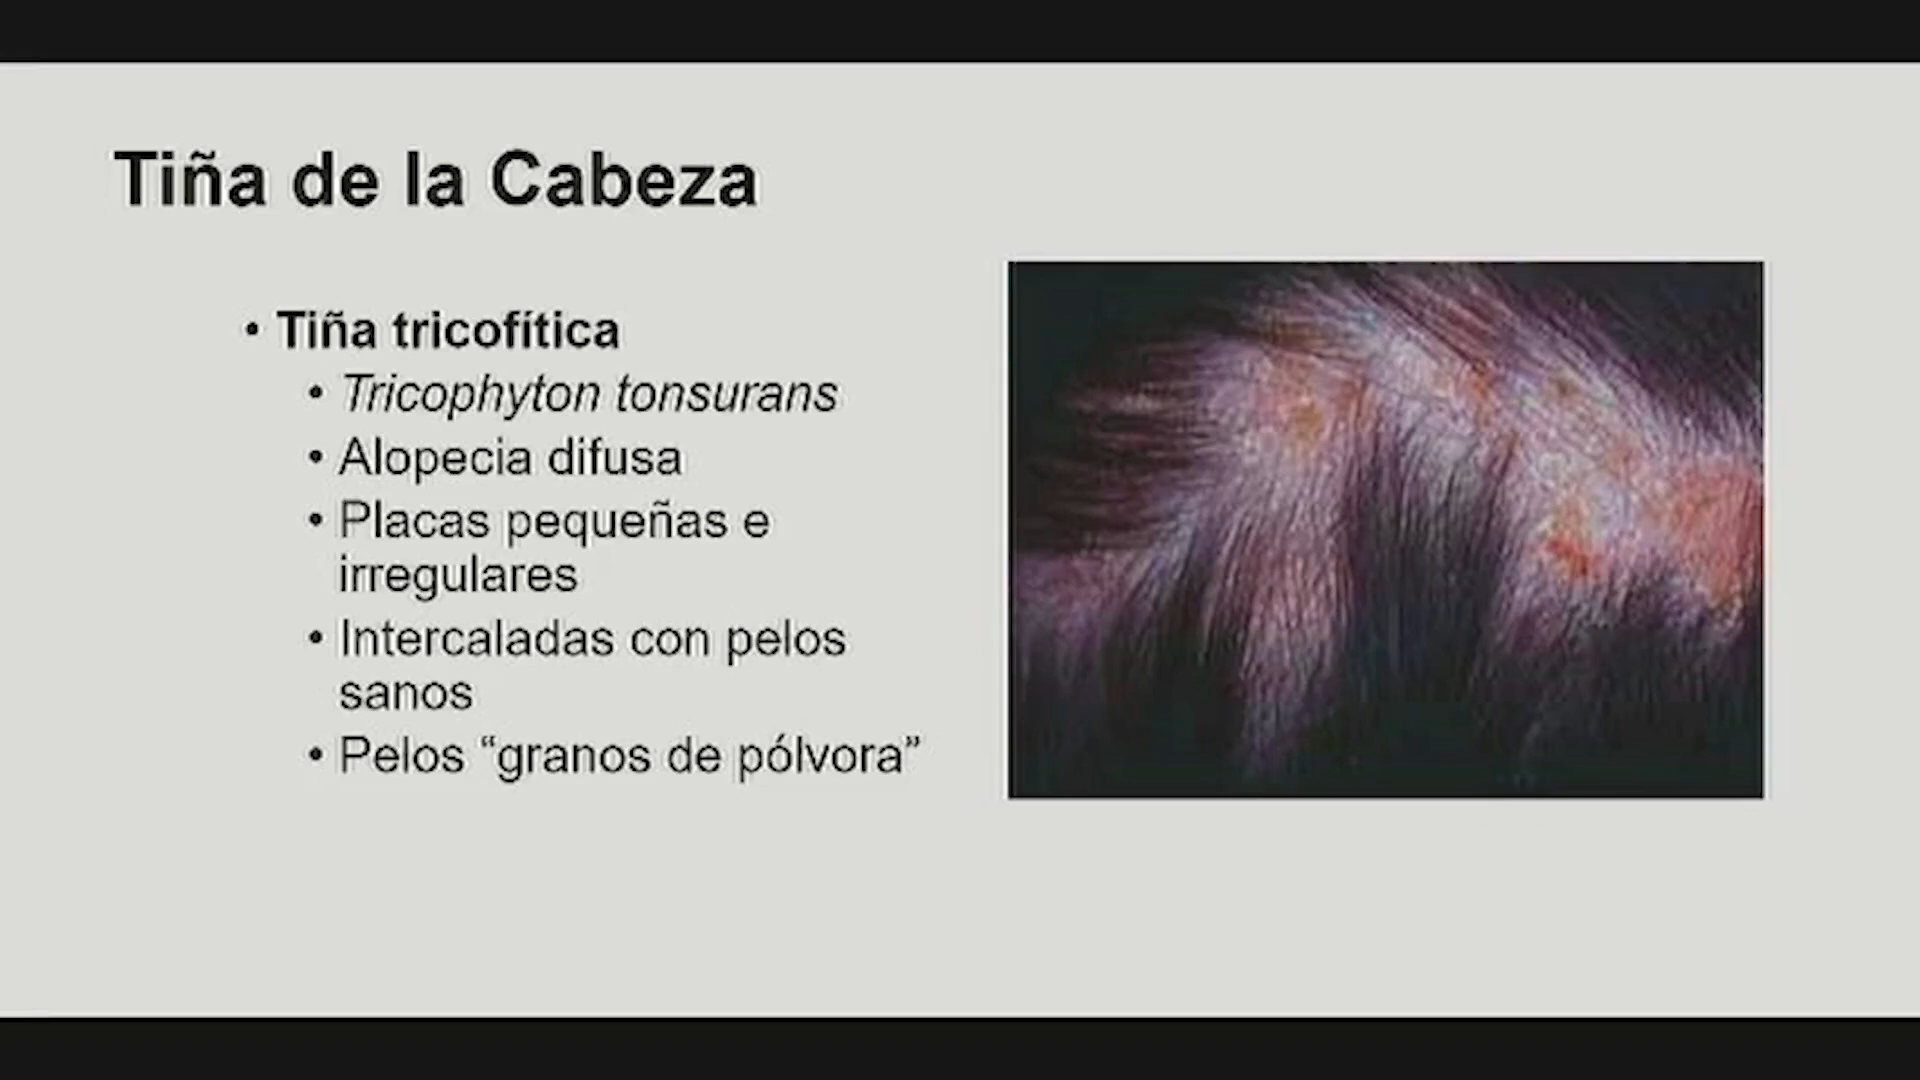 Tiña de la Cabeza
• Tiña tricofítica
• Tricophyton tonsurans
• Alopecia difusa
• Placas pequeñas e
irregulares
• Intercaladas con pelos
sanos
• Pelos “granos de pólvora”